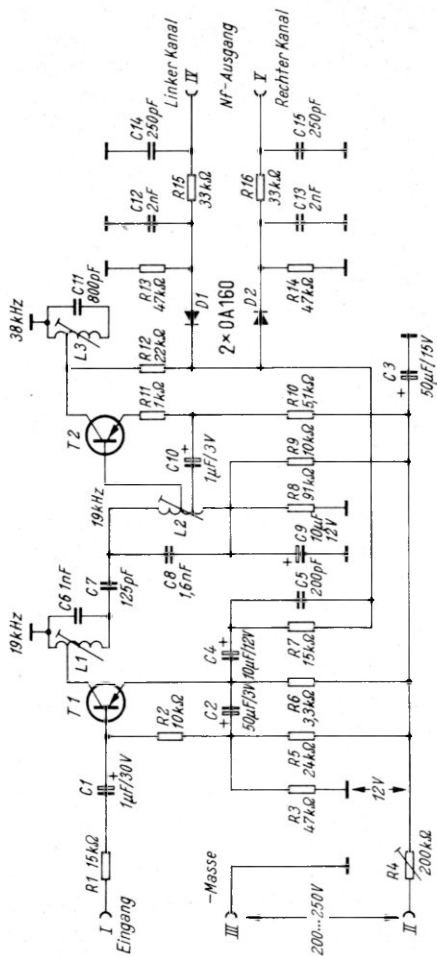 I
Eingang
R1 15kΩ
C1
1μF/30V
T1
19kHz
L1
C6 1nF
C7
125pF
19kHz
L2
C8
1,6nF
T2
38kHz
L3
C11
800pF
R11
1kΩ
R12
22kΩ
C10
1μF/3V
D1
2×OA160
D2
R13
47kΩ
C12
2nF
R15
33kΩ
C14
250pF
Linker Kanal
IV
Nf-Ausgang
V
Rechter Kanal
R14
47kΩ
C13
2nF
R16
33kΩ
C15
250pF
R2
10kΩ
C2
50μF/3V
C4
10μF/12V
C5
200pF
C9
10μF
12V
R3
47kΩ
R5
24kΩ
R6
3,3kΩ
R7
15kΩ
R8
91kΩ
R9
10kΩ
R10
5,1kΩ
-Masse
III
200...250V
II
R4
200kΩ
12V
C3
50μF/15V